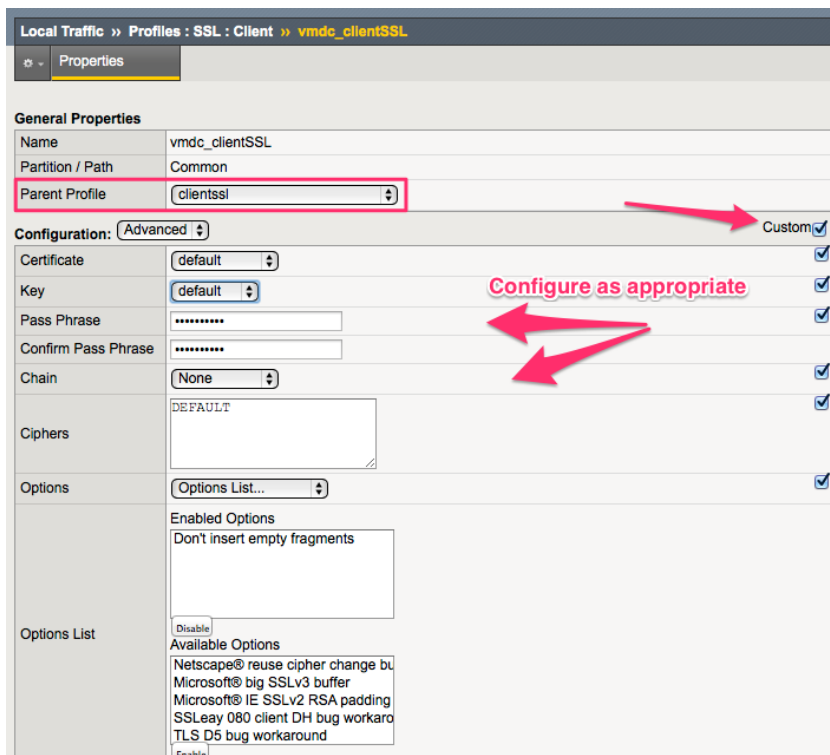 Local Traffic ›› Profiles : SSL : Client ›› vmdc_clientSSL
Properties
General Properties
Name vmdc_clientSSL
Partition / Path Common
Parent Profile clientssl
Configuration: Advanced Custom
Certificate default
Key default
Configure as appropriate
Pass Phrase ••••••••••
Confirm Pass Phrase ••••••••••
Chain None
Ciphers DEFAULT
Options Options List...
Options List
Enabled Options
Don't insert empty fragments
Disable
Available Options
Netscape® reuse cipher change bu
Microsoft® big SSLv3 buffer
Microsoft® IE SSLv2 RSA padding
SSLeay 080 client DH bug workaro
TLS D5 bug workaround
Enable